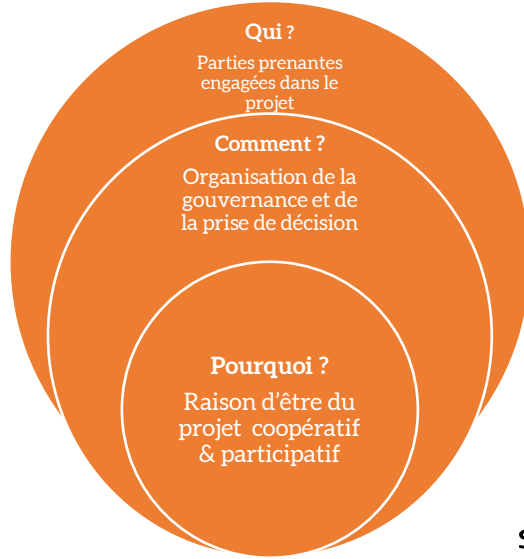 Qui ?
Parties prenantes
engagées dans le
projet
Comment ?
Organisation de la
gouvernance et de
la prise de décision
Pourquoi ?
Raison d’être du
projet coopératif
& participatif
s